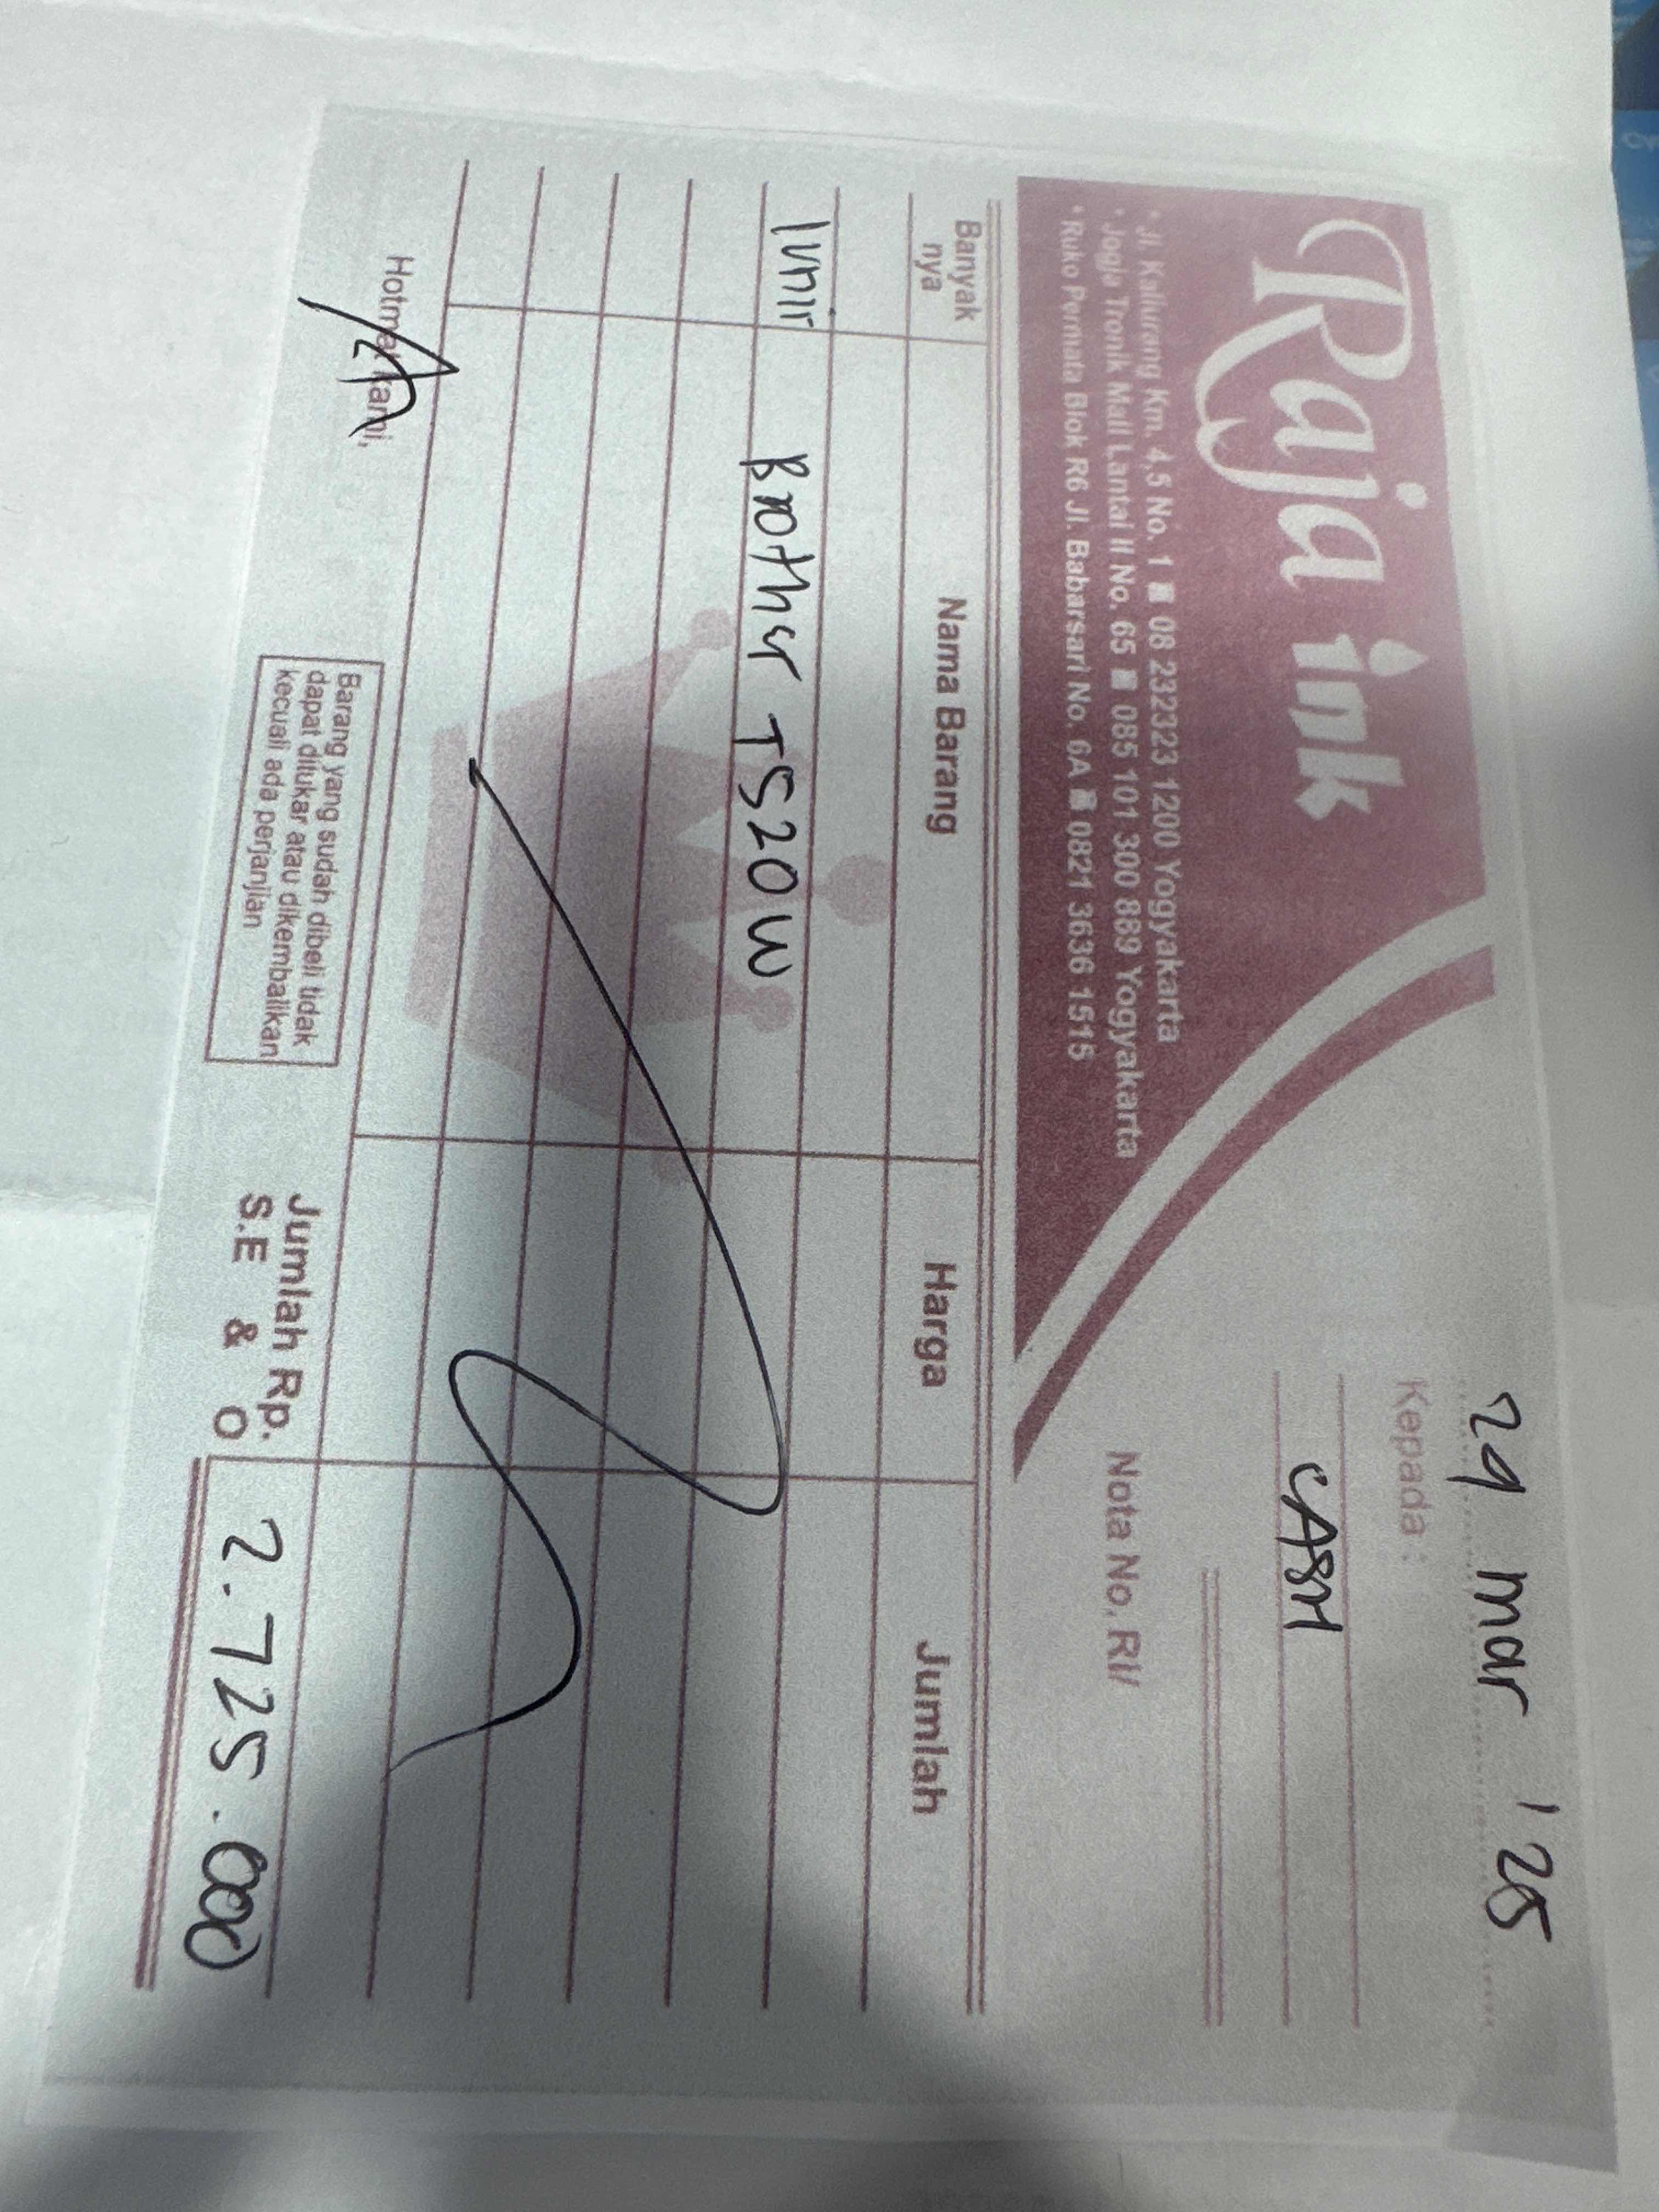 Raja ink
• Jl. Kaliurang Km. 4,5 No. 1 08 232323 1200 Yogyakarta
• Jogja Tronik Mall Lantai II No. 65 085 101 300 889 Yogyakarta
• Ruko Permata Blok R6 Jl. Babarsari No. 6A 0821 3636 1515
29 mar '25
Kepada :
CASH
Nota No. RI/
Banyak nya Nama Barang Harga Jumlah
1 unit Brother T520W
Hormat kami,
Barang yang sudah dibeli tidak
dapat ditukar atau dikembalikan
kecuali ada perjanjian
Jumlah Rp. 2.725.000
S.E & O